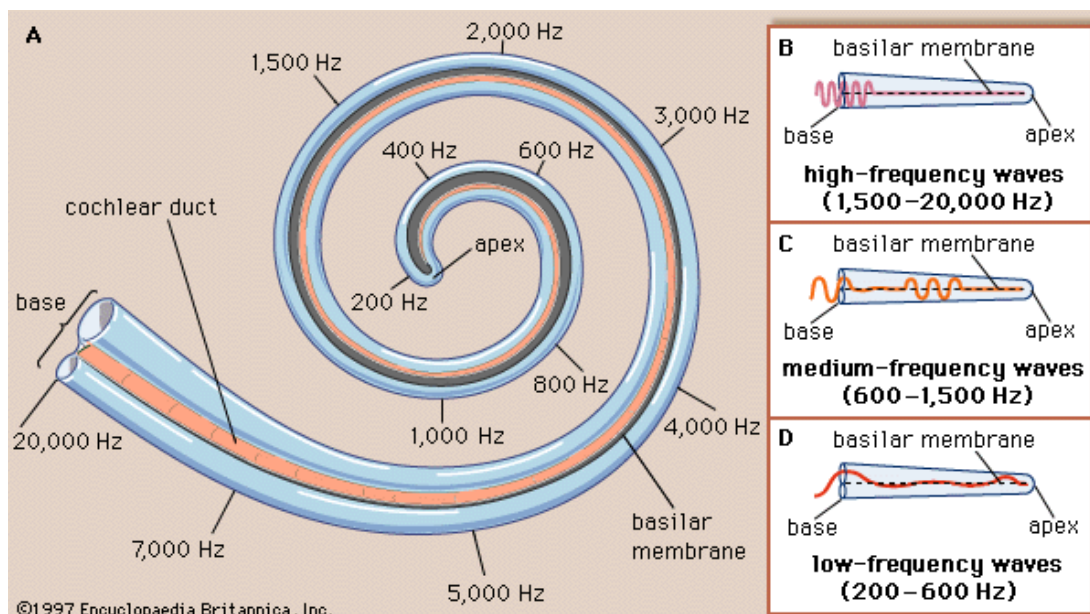 A
2,000 Hz
1,500 Hz
3,000 Hz
400 Hz
600 Hz
cochlear duct
apex
200 Hz
base
800 Hz
1,000 Hz
4,000 Hz
20,000 Hz
7,000 Hz
basilar
membrane
5,000 Hz
©1997 Encyclopaedia Britannica, Inc.
B
basilar membrane
base
apex
high-frequency waves
(1,500–20,000 Hz)
C
basilar membrane
base
apex
medium-frequency waves
(600–1,500 Hz)
D
basilar membrane
base
apex
low-frequency waves
(200–600 Hz)